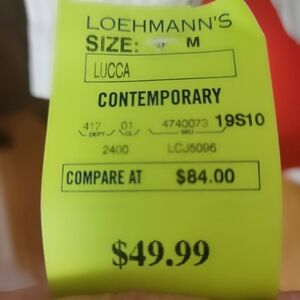 LOEHMANN'S
SIZE: M
LUCCA
CONTEMPORARY
417 01 4740073 19S10
DEPT CL SKU
2400 LCJ5096
COMPARE AT $84.00
$49.99